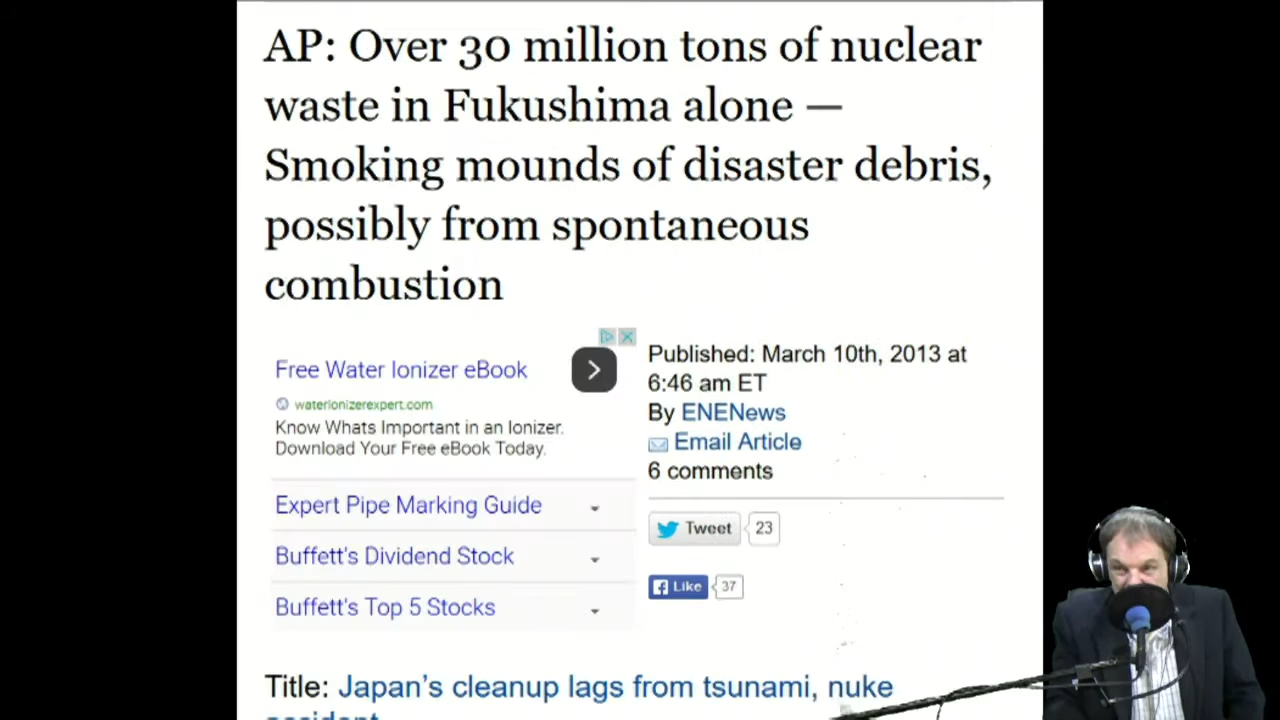 AP: Over 30 million tons of nuclear
waste in Fukushima alone —
Smoking mounds of disaster debris,
possibly from spontaneous
combustion
Free Water Ionizer eBook
waterionizerexpert.com
Know Whats Important in an Ionizer.
Download Your Free eBook Today.
Expert Pipe Marking Guide
Buffett's Dividend Stock
Buffett's Top 5 Stocks
Published: March 10th, 2013 at
6:46 am ET
By ENENews
Email Article
6 comments
Tweet 23
Like 37
Title: Japan's cleanup lags from tsunami, nuke
accident